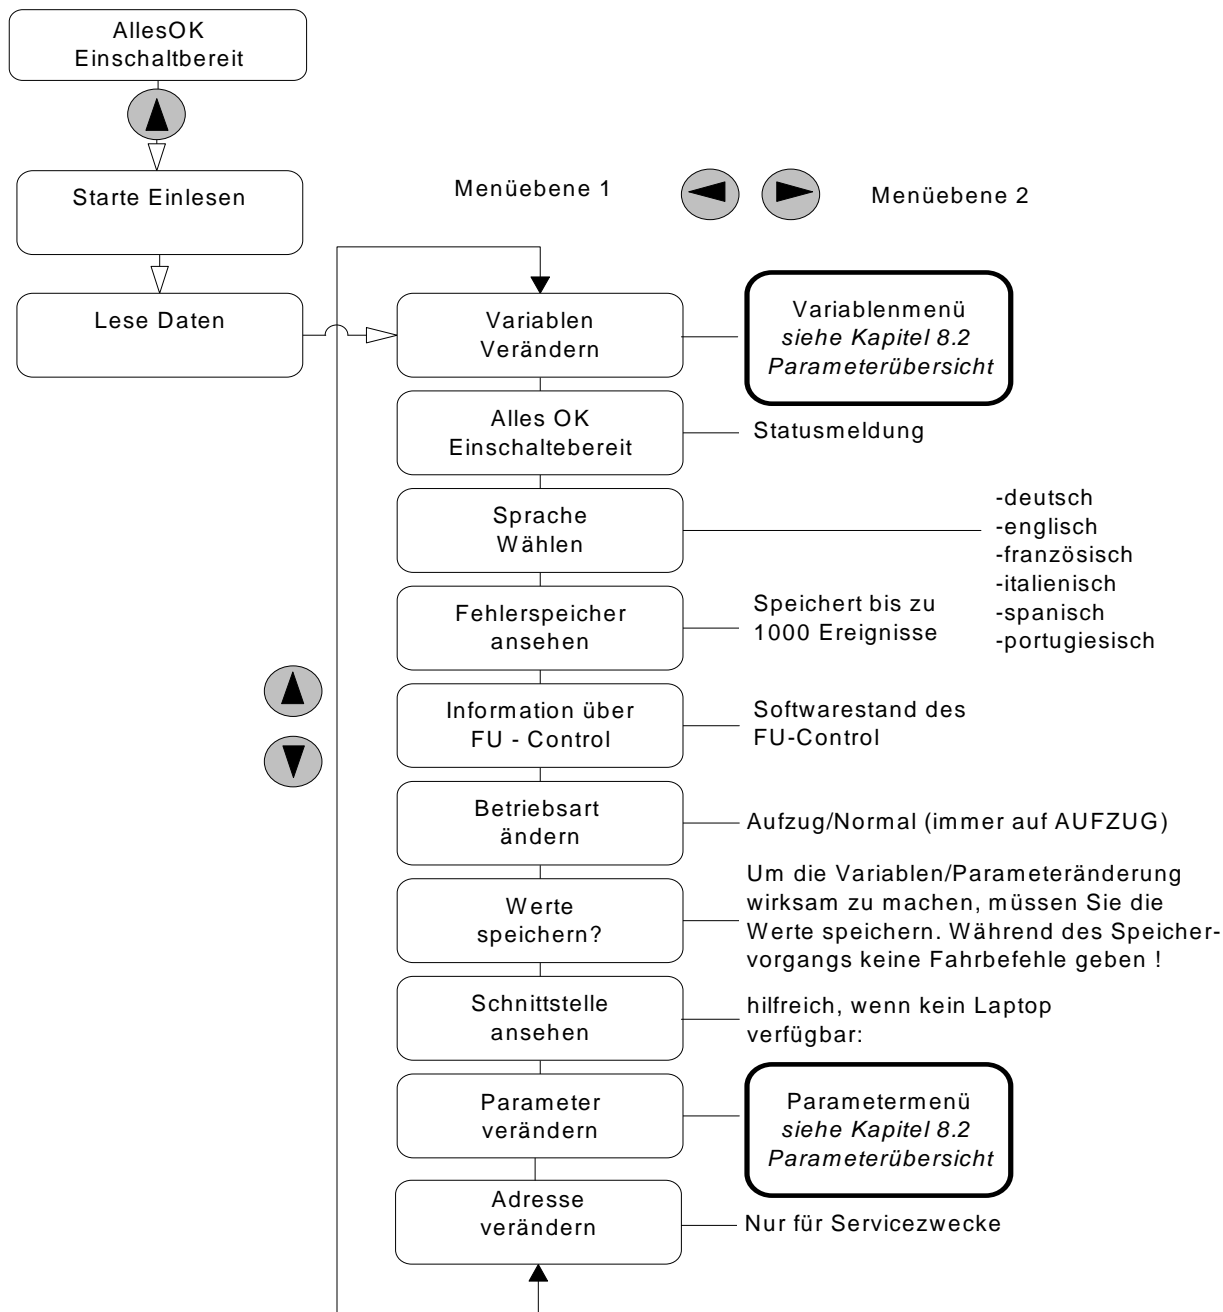 AllesOK
Einschaltbereit
Starte Einlesen
Lese Daten
Menüebene 1
Menüebene 2
Variablen
Verändern
Variablenmenü
siehe Kapitel 8.2
Parameterübersicht
Alles OK
Einschaltebereit
Statusmeldung
Sprache
Wählen
-deutsch
-englisch
-französisch
-italienisch
-spanisch
-portugiesisch
Fehlerspeicher
ansehen
Speichert bis zu
1000 Ereignisse
Information über
FU - Control
Softwarestand des
FU-Control
Betriebsart
ändern
Aufzug/Normal (immer auf AUFZUG)
Werte
speichern?
Um die Variablen/Parameteränderung
wirksam zu machen, müssen Sie die
Werte speichern. Während des Speicher-
vorgangs keine Fahrbefehle geben !
Schnittstelle
ansehen
hilfreich, wenn kein Laptop
verfügbar:
Parameter
verändern
Parametermenü
siehe Kapitel 8.2
Parameterübersicht
Adresse
verändern
Nur für Servicezwecke